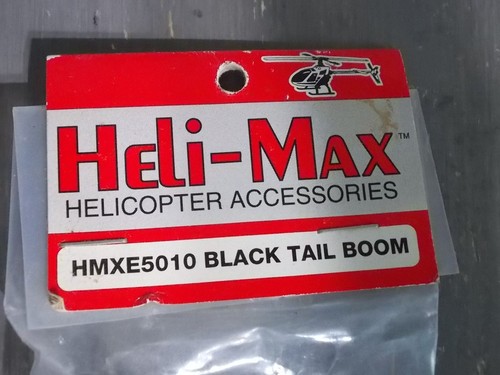 HELI-MAX™
HELICOPTER ACCESSORIES
HMXE5010 BLACK TAIL BOOM